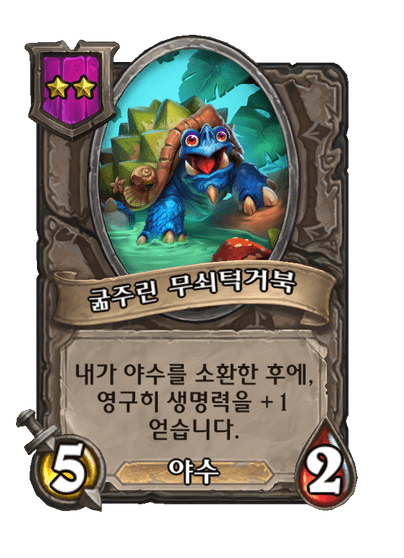 굶주린 무쇠턱거북
내가 야수를 소환한 후에,
영구히 생명력을 +1
얻습니다.
5
야수
2